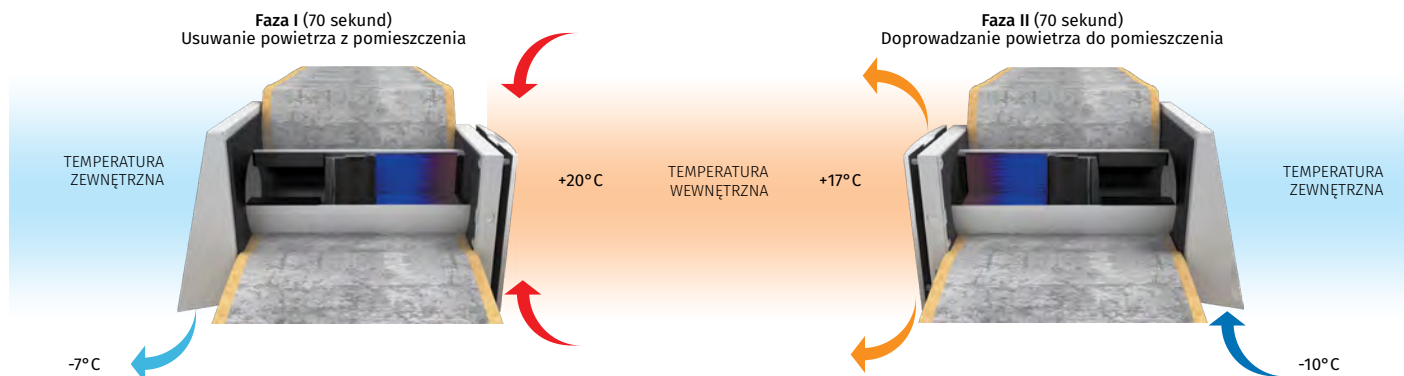 Faza I (70 sekund)
Usuwanie powietrza z pomieszczenia
TEMPERATURA
ZEWNĘTRZNA
+20°C
-7°C
TEMPERATURA
WEWNĘTRZNA
Faza II (70 sekund)
Doprowadzanie powietrza do pomieszczenia
+17°C
TEMPERATURA
ZEWNĘTRZNA
-10°C